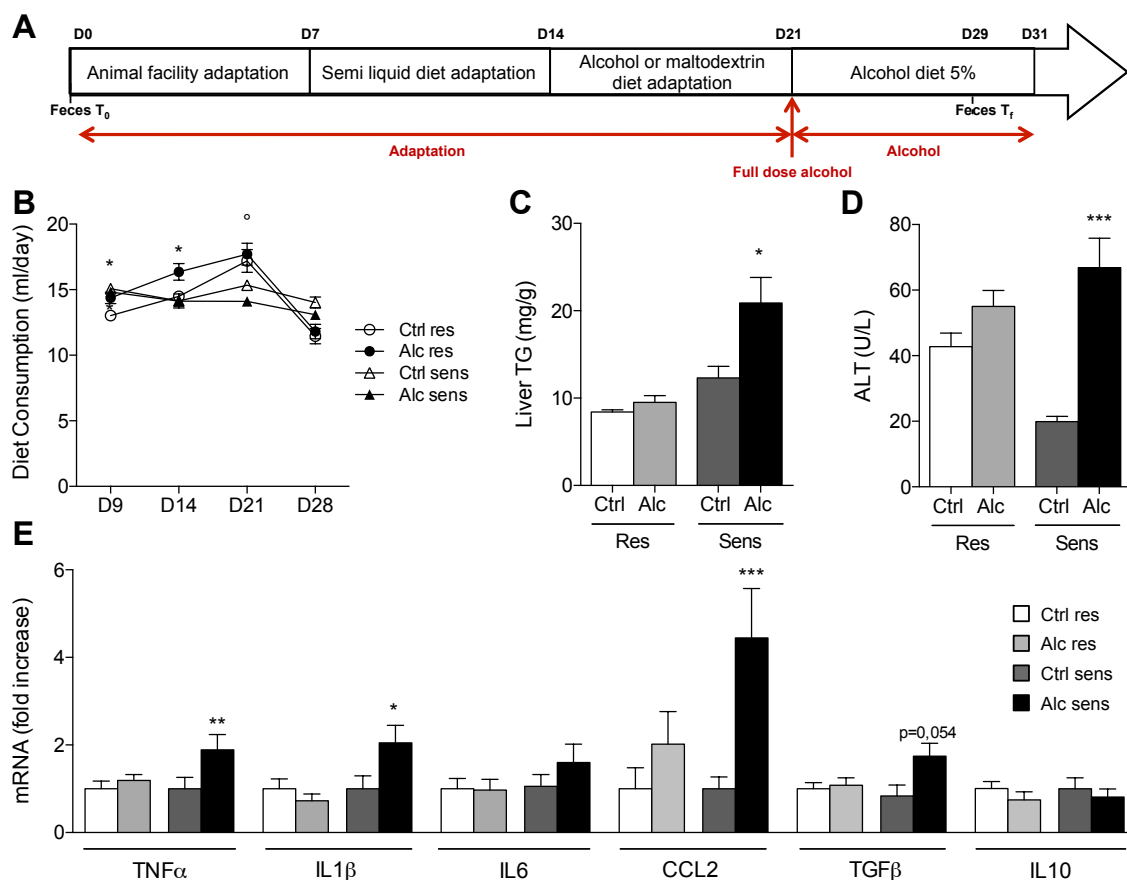 A
D0 D7 D14 D21 D29 D31
Animal facility adaptation
Semi liquid diet adaptation
Alcohol or maltodextrin
diet adaptation
Alcohol diet 5%
Feces T0
Feces Tf
Adaptation
Full dose alcohol
Alcohol
B
Diet Consumption (ml/day)
20
15
10
5
0
* * °
*
D9 D14 D21 D28
Ctrl res
Alc res
Ctrl sens
Alc sens
C
Liver TG (mg/g)
30
20
10
0
*
Ctrl Alc Ctrl Alc
Res Sens
D
ALT (U/L)
80
60
40
20
0
***
Ctrl Alc Ctrl Alc
Res Sens
E
mRNA (fold increase)
6
4
2
0
** * *** p=0,054
Ctrl res
Alc res
Ctrl sens
Alc sens
TNFα IL1β IL6 CCL2 TGFβ IL10